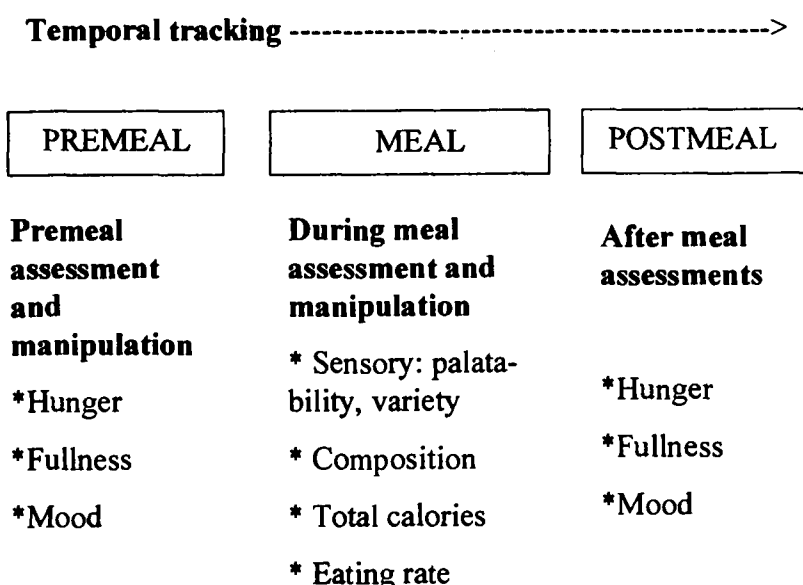 Temporal tracking ------------------------------------------------>
PREMEAL
MEAL
POSTMEAL
Premeal
assessment
and
manipulation
*Hunger
*Fullness
*Mood
During meal
assessment and
manipulation
* Sensory: palata-
bility, variety
* Composition
* Total calories
* Eating rate
After meal
assessments
*Hunger
*Fullness
*Mood